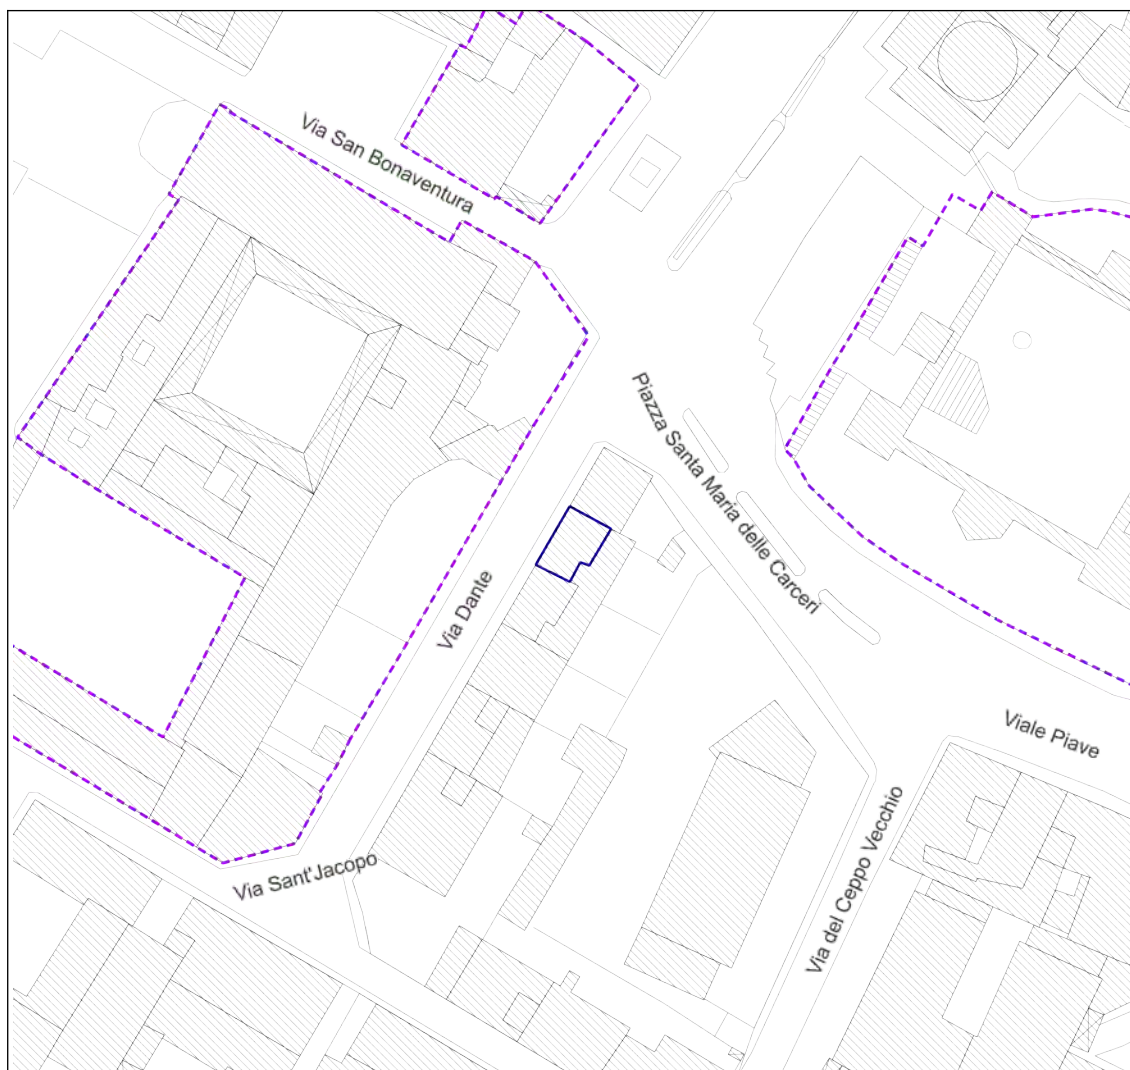 Via San Bonaventura
Piazza Santa Maria delle Carceri
Via Dante
Viale Piave
Via del Ceppo Vecchio
Via Sant'Jacopo